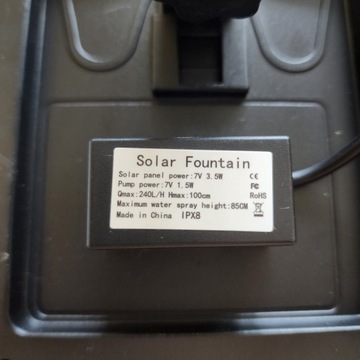 Solar Fountain
Solar panel power:7V 3.5W CE
Pump power:7V 1.5W FC
Qmax:240L/H Hmax:100cm RoHS
Maximum water spray height:85CM
Made in China IPX8